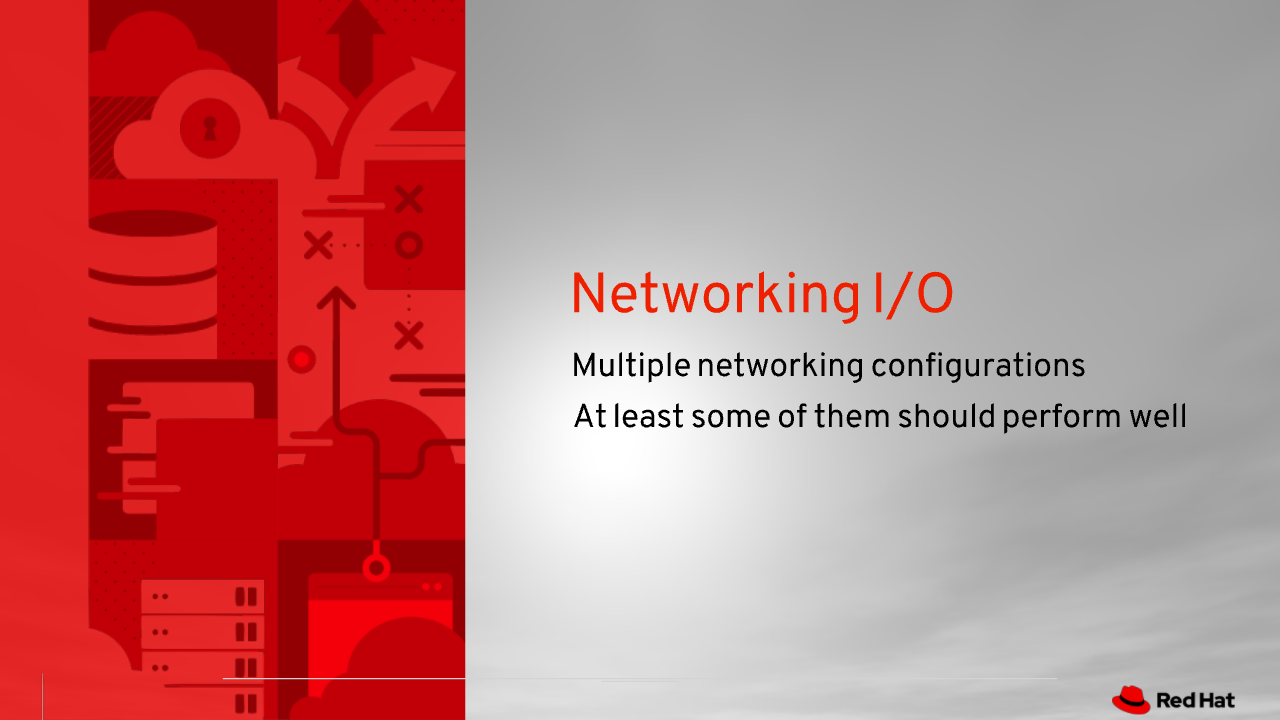 Networking I/O
Multiple networking configurations
At least some of them should perform well
Red Hat